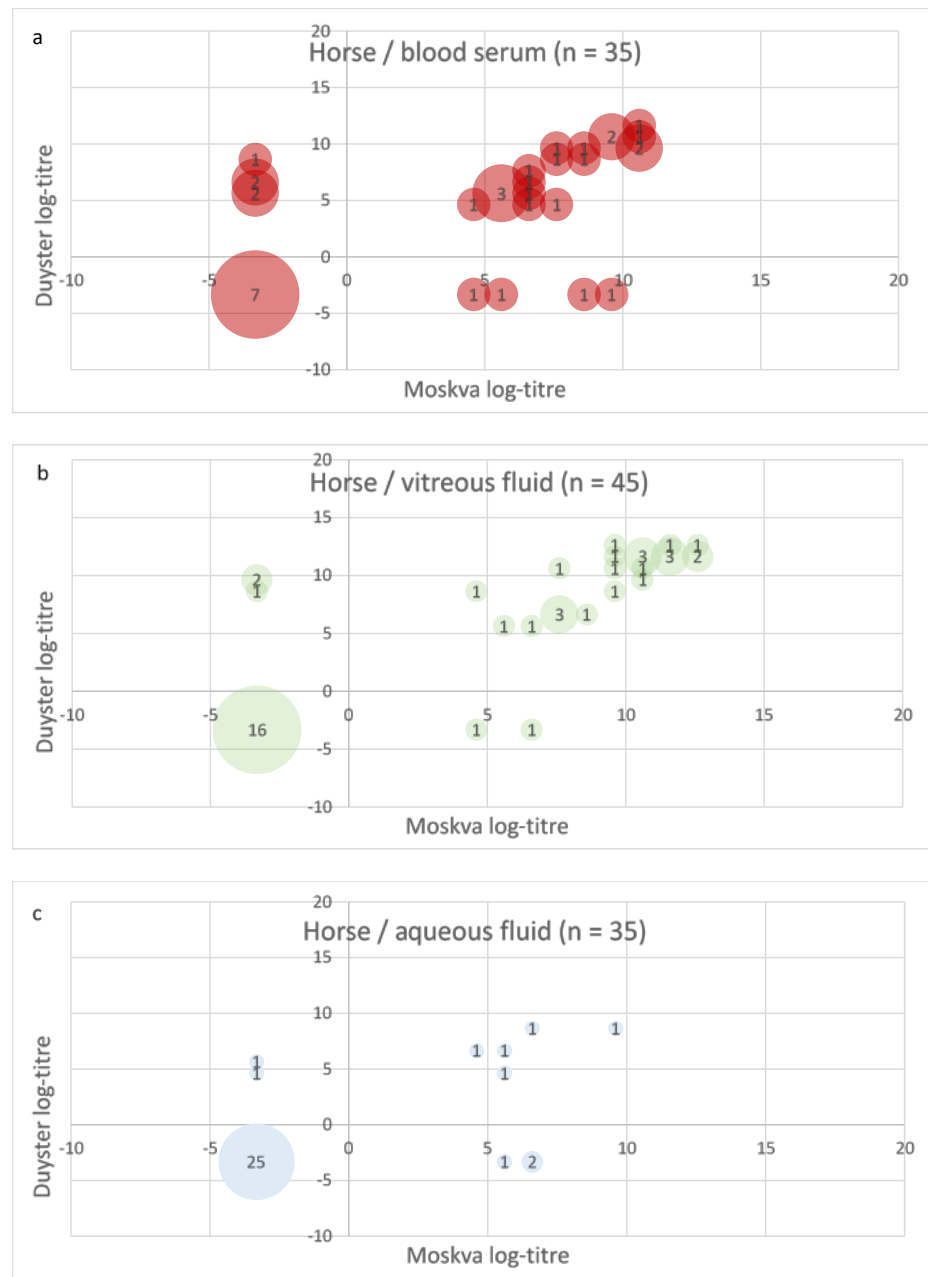 a
20
Horse / blood serum (n = 35)
15
1
10
2 1
1 1 2
1 1 1
1
2 1
5
2 3 1
1 1 1
0
-10 -5 0 5 10 15 20
7 1 1 1 1
-5
-10
Duyster log-titre
Moskva log-titre
b
20
Horse / vitreous fluid (n = 45)
15
1 1 1
1 3 3 2
1 1 1
10
2 1
1 1 1
3 1
5
1 1
0
-10 -5 0 5 10 15 20
16 1 1
-5
-10
Duyster log-titre
Moskva log-titre
c
20
Horse / aqueous fluid (n = 35)
15
10
1 1
1 1
1
5
1 1
0
-10 -5 0 5 10 15 20
25 1 2
-5
-10
Duyster log-titre
Moskva log-titre